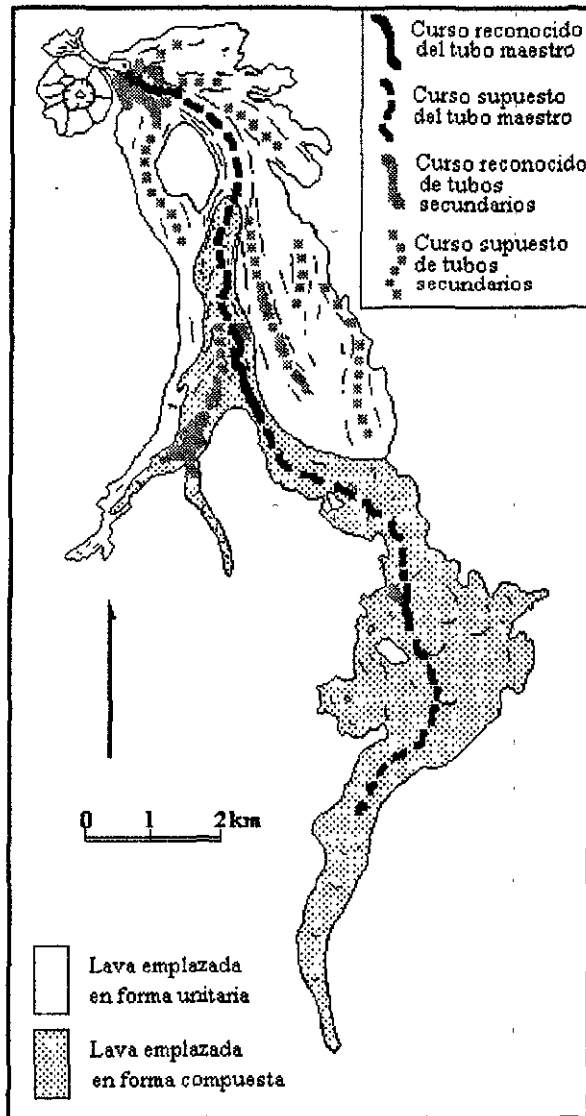 Curso reconocido
del tubo maestro
Curso supuesto
del tubo maestro
Curso reconocido
de tubos
secundarios
Curso supuesto
de tubos
secundarios
0 1 2 km
Lava emplazada
en forma unitaria
Lava emplazada
en forma compuesta